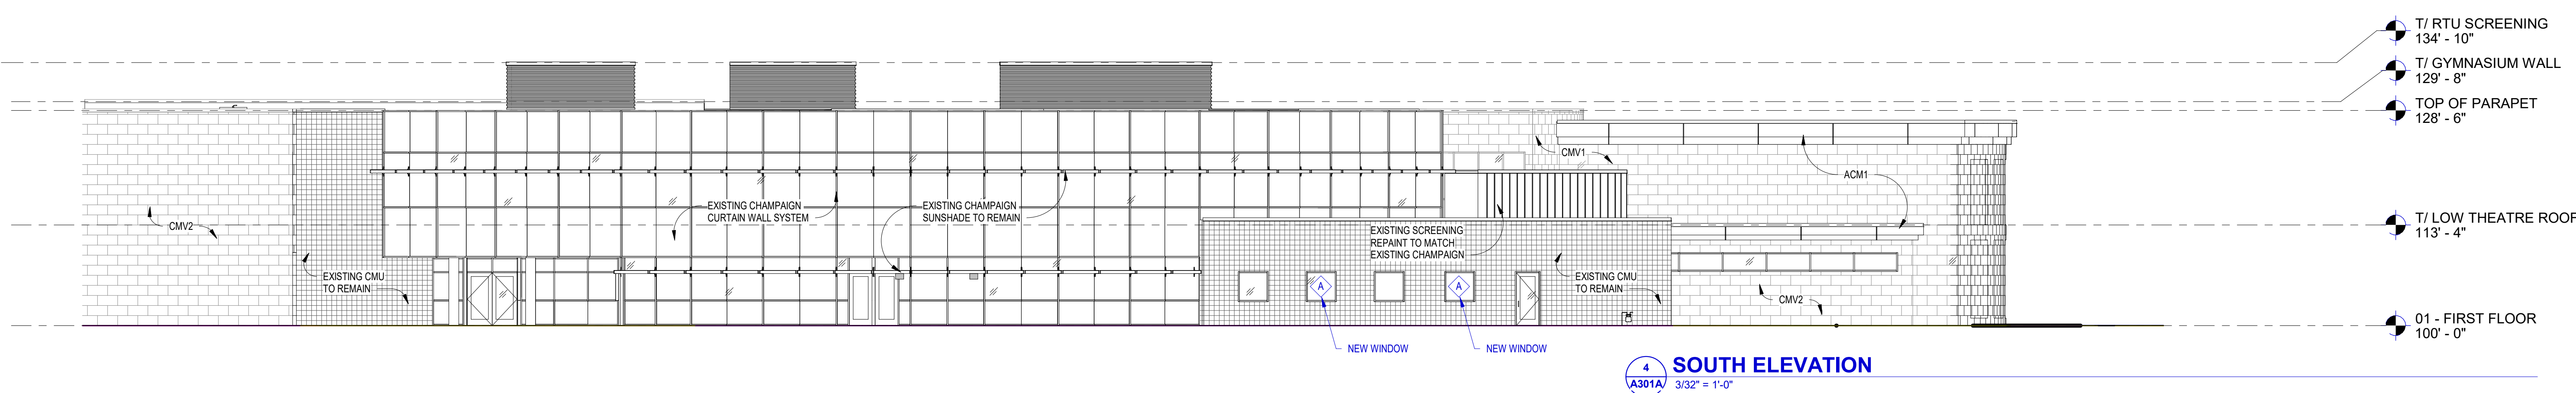 T/ RTU SCREENING
134' - 10"
T/ GYMNASIUM WALL
129' - 8"
TOP OF PARAPET
128' - 6"
CMV1
ACM1
EXISTING CHAMPAIGN
CURTAIN WALL SYSTEM
EXISTING CHAMPAIGN
SUNSHADE TO REMAIN
CMV2
T/ LOW THEATRE ROOF
113' - 4"
EXISTING SCREENING
REPAINT TO MATCH
EXISTING CHAMPAIGN
EXISTING CMU
TO REMAIN
EXISTING CMU
TO REMAIN
A
A
CMV2
01 - FIRST FLOOR
100' - 0"
NEW WINDOW
NEW WINDOW
4
A301A
SOUTH ELEVATION
3/32" = 1'-0"